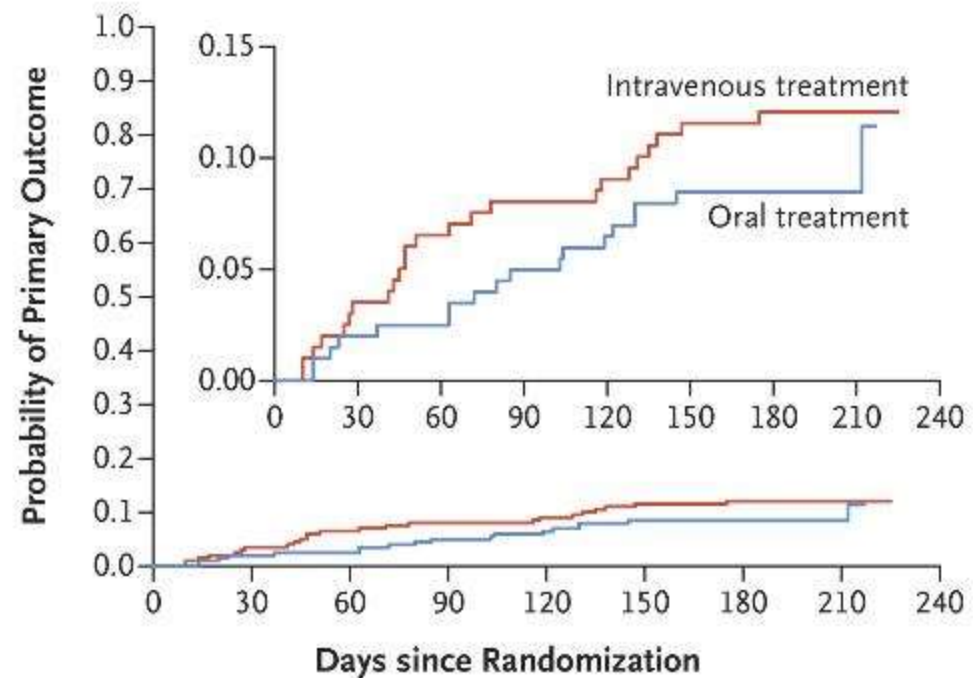 Probability of Primary Outcome
1.0
0.9
0.8
0.7
0.6
0.5
0.4
0.3
0.2
0.1
0.0
0.15
0.10
0.05
0.00
Intravenous treatment
Oral treatment
0 30 60 90 120 150 180 210 240
0 30 60 90 120 150 180 210 240
Days since Randomization